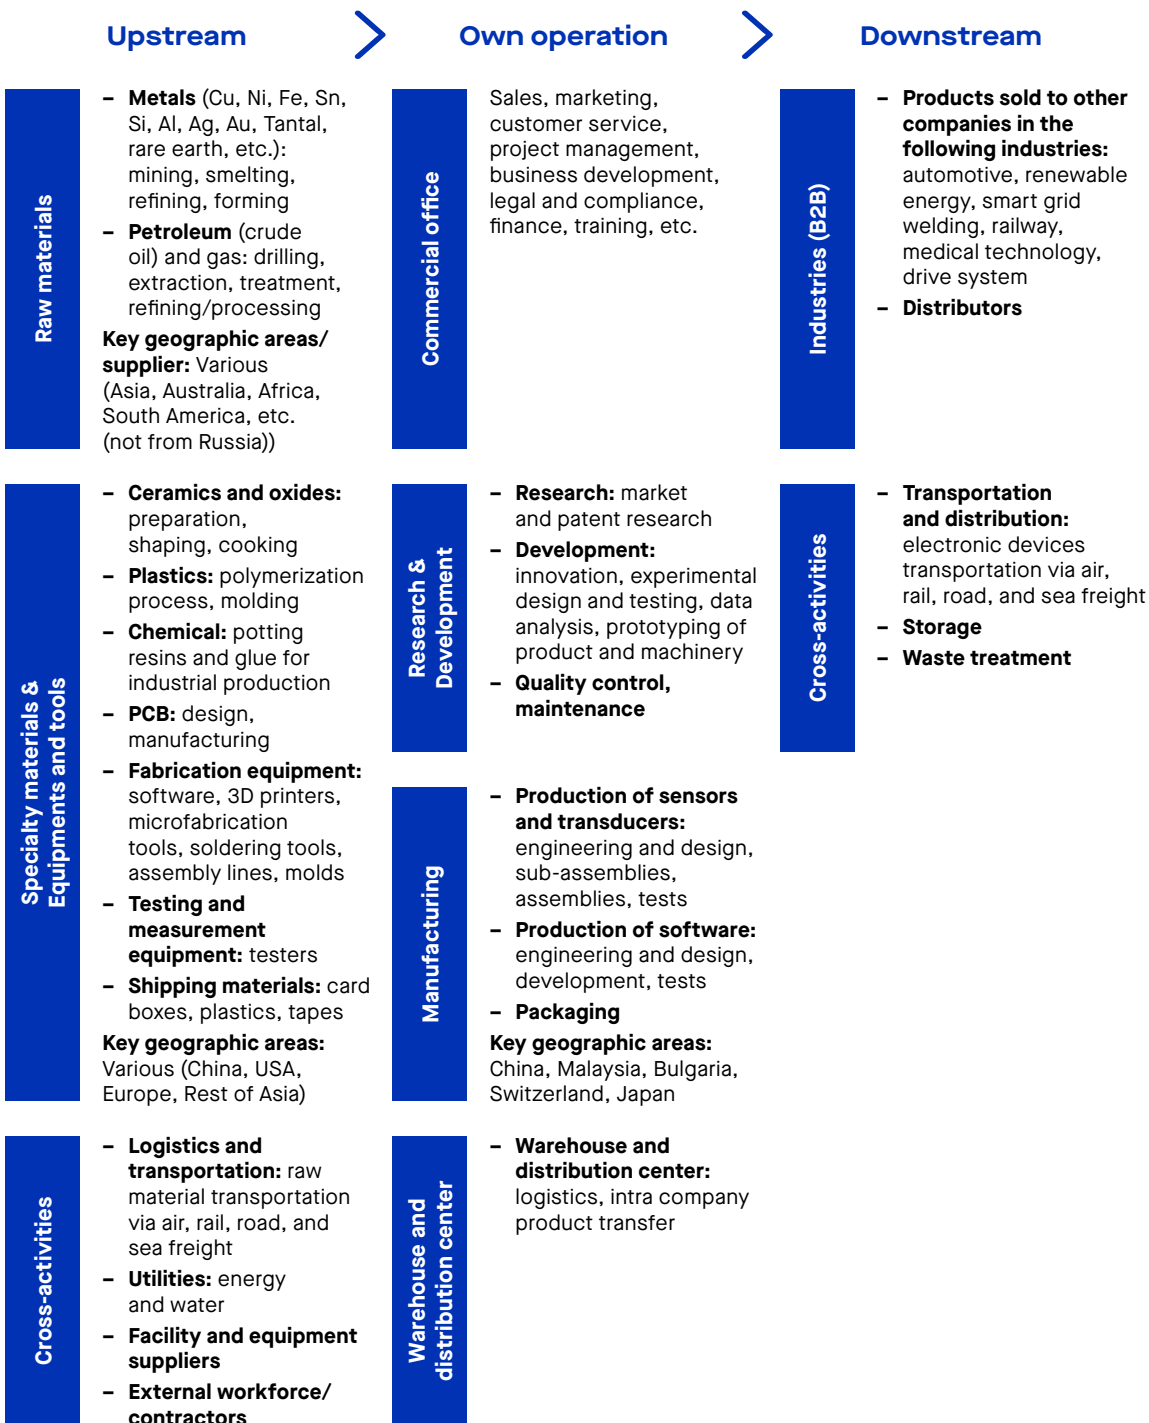 Upstream
Own operation
Downstream
Raw materials
– Metals (Cu, Ni, Fe, Sn,
Si, Al, Ag, Au, Tantal,
rare earth, etc.):
mining, smelting,
refining, forming
– Petroleum (crude
oil) and gas: drilling,
extraction, treatment,
refining/processing
Key geographic areas/
supplier: Various
(Asia, Australia, Africa,
South America, etc.
(not from Russia))
Commercial office
Sales, marketing,
customer service,
project management,
business development,
legal and compliance,
finance, training, etc.
Industries (B2B)
– Products sold to other
companies in the
following industries:
automotive, renewable
energy, smart grid
welding, railway,
medical technology,
drive system
– Distributors
Specialty materials &
Equipments and tools
– Ceramics and oxides:
preparation,
shaping, cooking
– Plastics: polymerization
process, molding
– Chemical: potting
resins and glue for
industrial production
– PCB: design,
manufacturing
– Fabrication equipment:
software, 3D printers,
microfabrication
tools, soldering tools,
assembly lines, molds
– Testing and
measurement
equipment: testers
– Shipping materials: card
boxes, plastics, tapes
Key geographic areas:
Various (China, USA,
Europe, Rest of Asia)
Research &
Development
– Research: market
and patent research
– Development:
innovation, experimental
design and testing, data
analysis, prototyping of
product and machinery
– Quality control,
maintenance
Cross-activities
– Transportation
and distribution:
electronic devices
transportation via air,
rail, road, and sea freight
– Storage
– Waste treatment
Manufacturing
– Production of sensors
and transducers:
engineering and design,
sub-assemblies,
assemblies, tests
– Production of software:
engineering and design,
development, tests
– Packaging
Key geographic areas:
China, Malaysia, Bulgaria,
Switzerland, Japan
Cross-activities
– Logistics and
transportation: raw
material transportation
via air, rail, road, and
sea freight
– Utilities: energy
and water
– Facility and equipment
suppliers
– External workforce/
contractors
Warehouse and
distribution center
– Warehouse and
distribution center:
logistics, intra company
product transfer